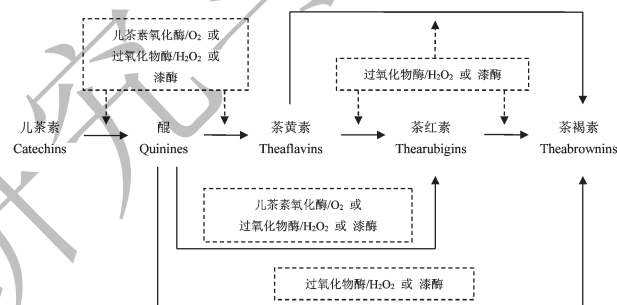 儿茶素氧化酶/O₂ 或
过氧化物酶/H₂O₂ 或
漆酶
过氧化物酶/H₂O₂ 或 漆酶
儿茶素
Catechins
醌
Quinines
茶黄素
Theaflavins
茶红素
Thearubigins
茶褐素
Theabrownins
儿茶素氧化酶/O₂ 或
过氧化物酶/H₂O₂ 或 漆酶
过氧化物酶/H₂O₂ 或 漆酶
研究